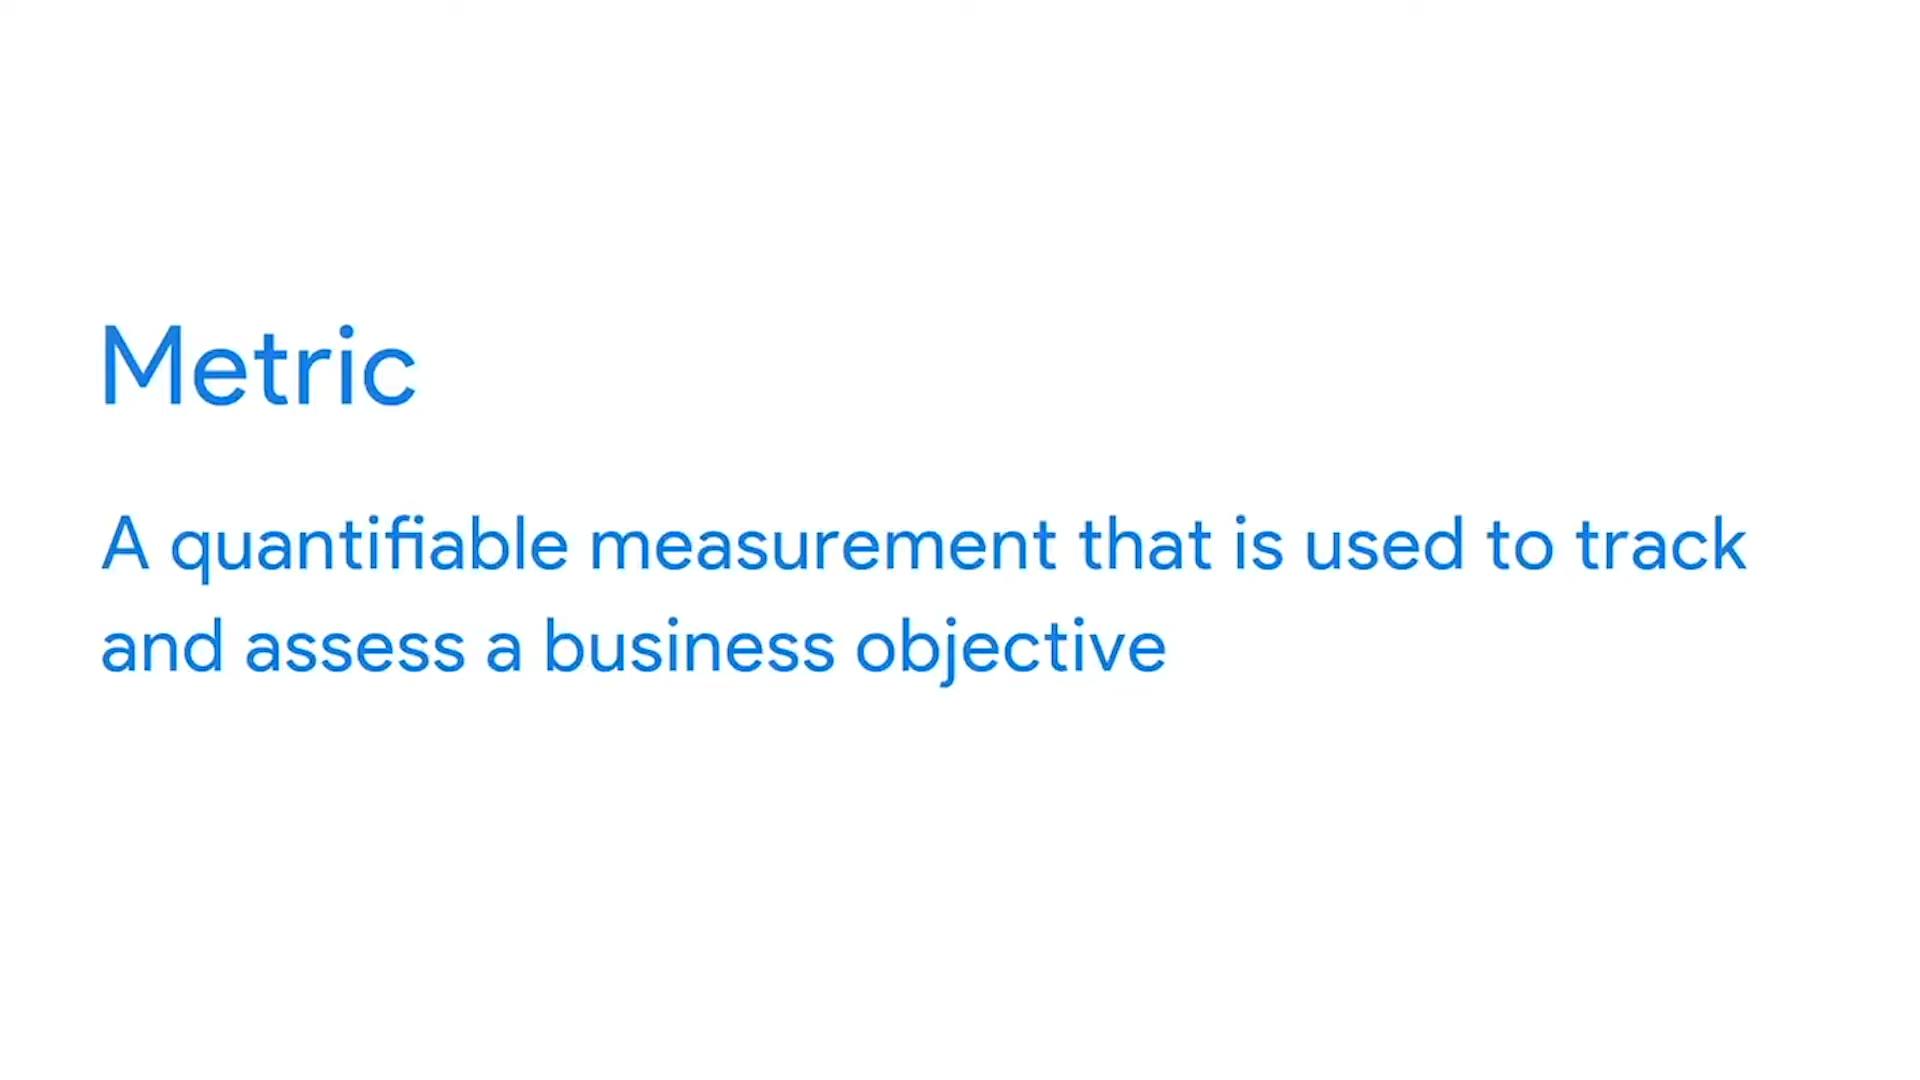 Metric
A quantifiable measurement that is used to track
and assess a business objective